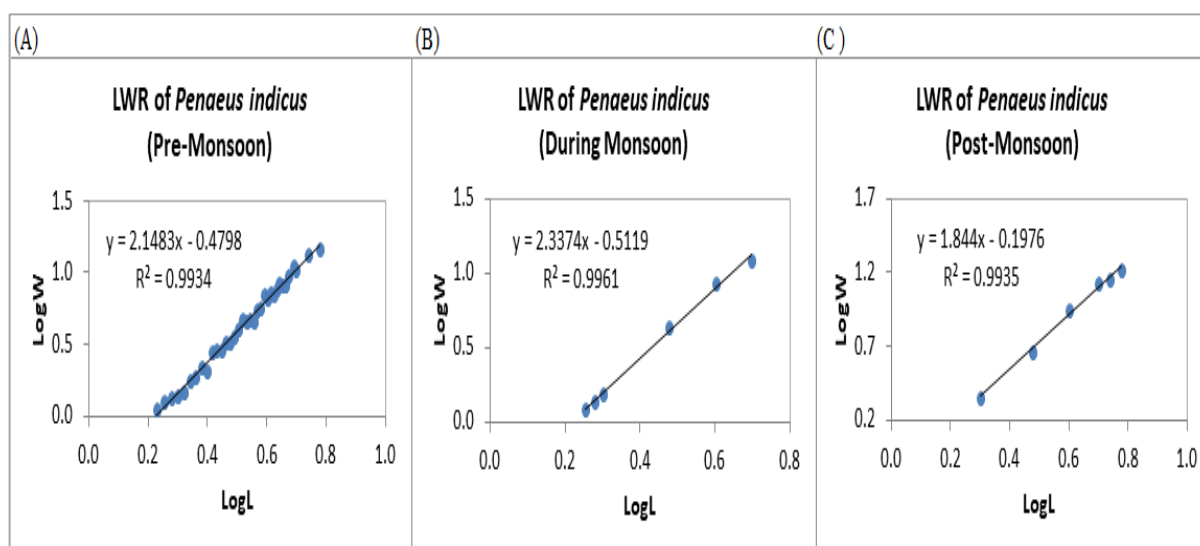 (A)
LWR of Penaeus indicus
(Pre-Monsoon)
1.5
1.0
0.5
0.0
LogW
y = 2.1483x - 0.4798
R² = 0.9934
0.0 0.2 0.4 0.6 0.8 1.0
LogL
(B)
LWR of Penaeus indicus
(During Monsoon)
1.5
1.0
0.5
0.0
LogW
y = 2.3374x - 0.5119
R² = 0.9961
0.0 0.2 0.4 0.6 0.8
LogL
(C )
LWR of Penaeus indicus
(Post-Monsoon)
1.7
1.2
0.7
0.2
LogW
y = 1.844x - 0.1976
R² = 0.9935
0.0 0.2 0.4 0.6 0.8 1.0
LogL